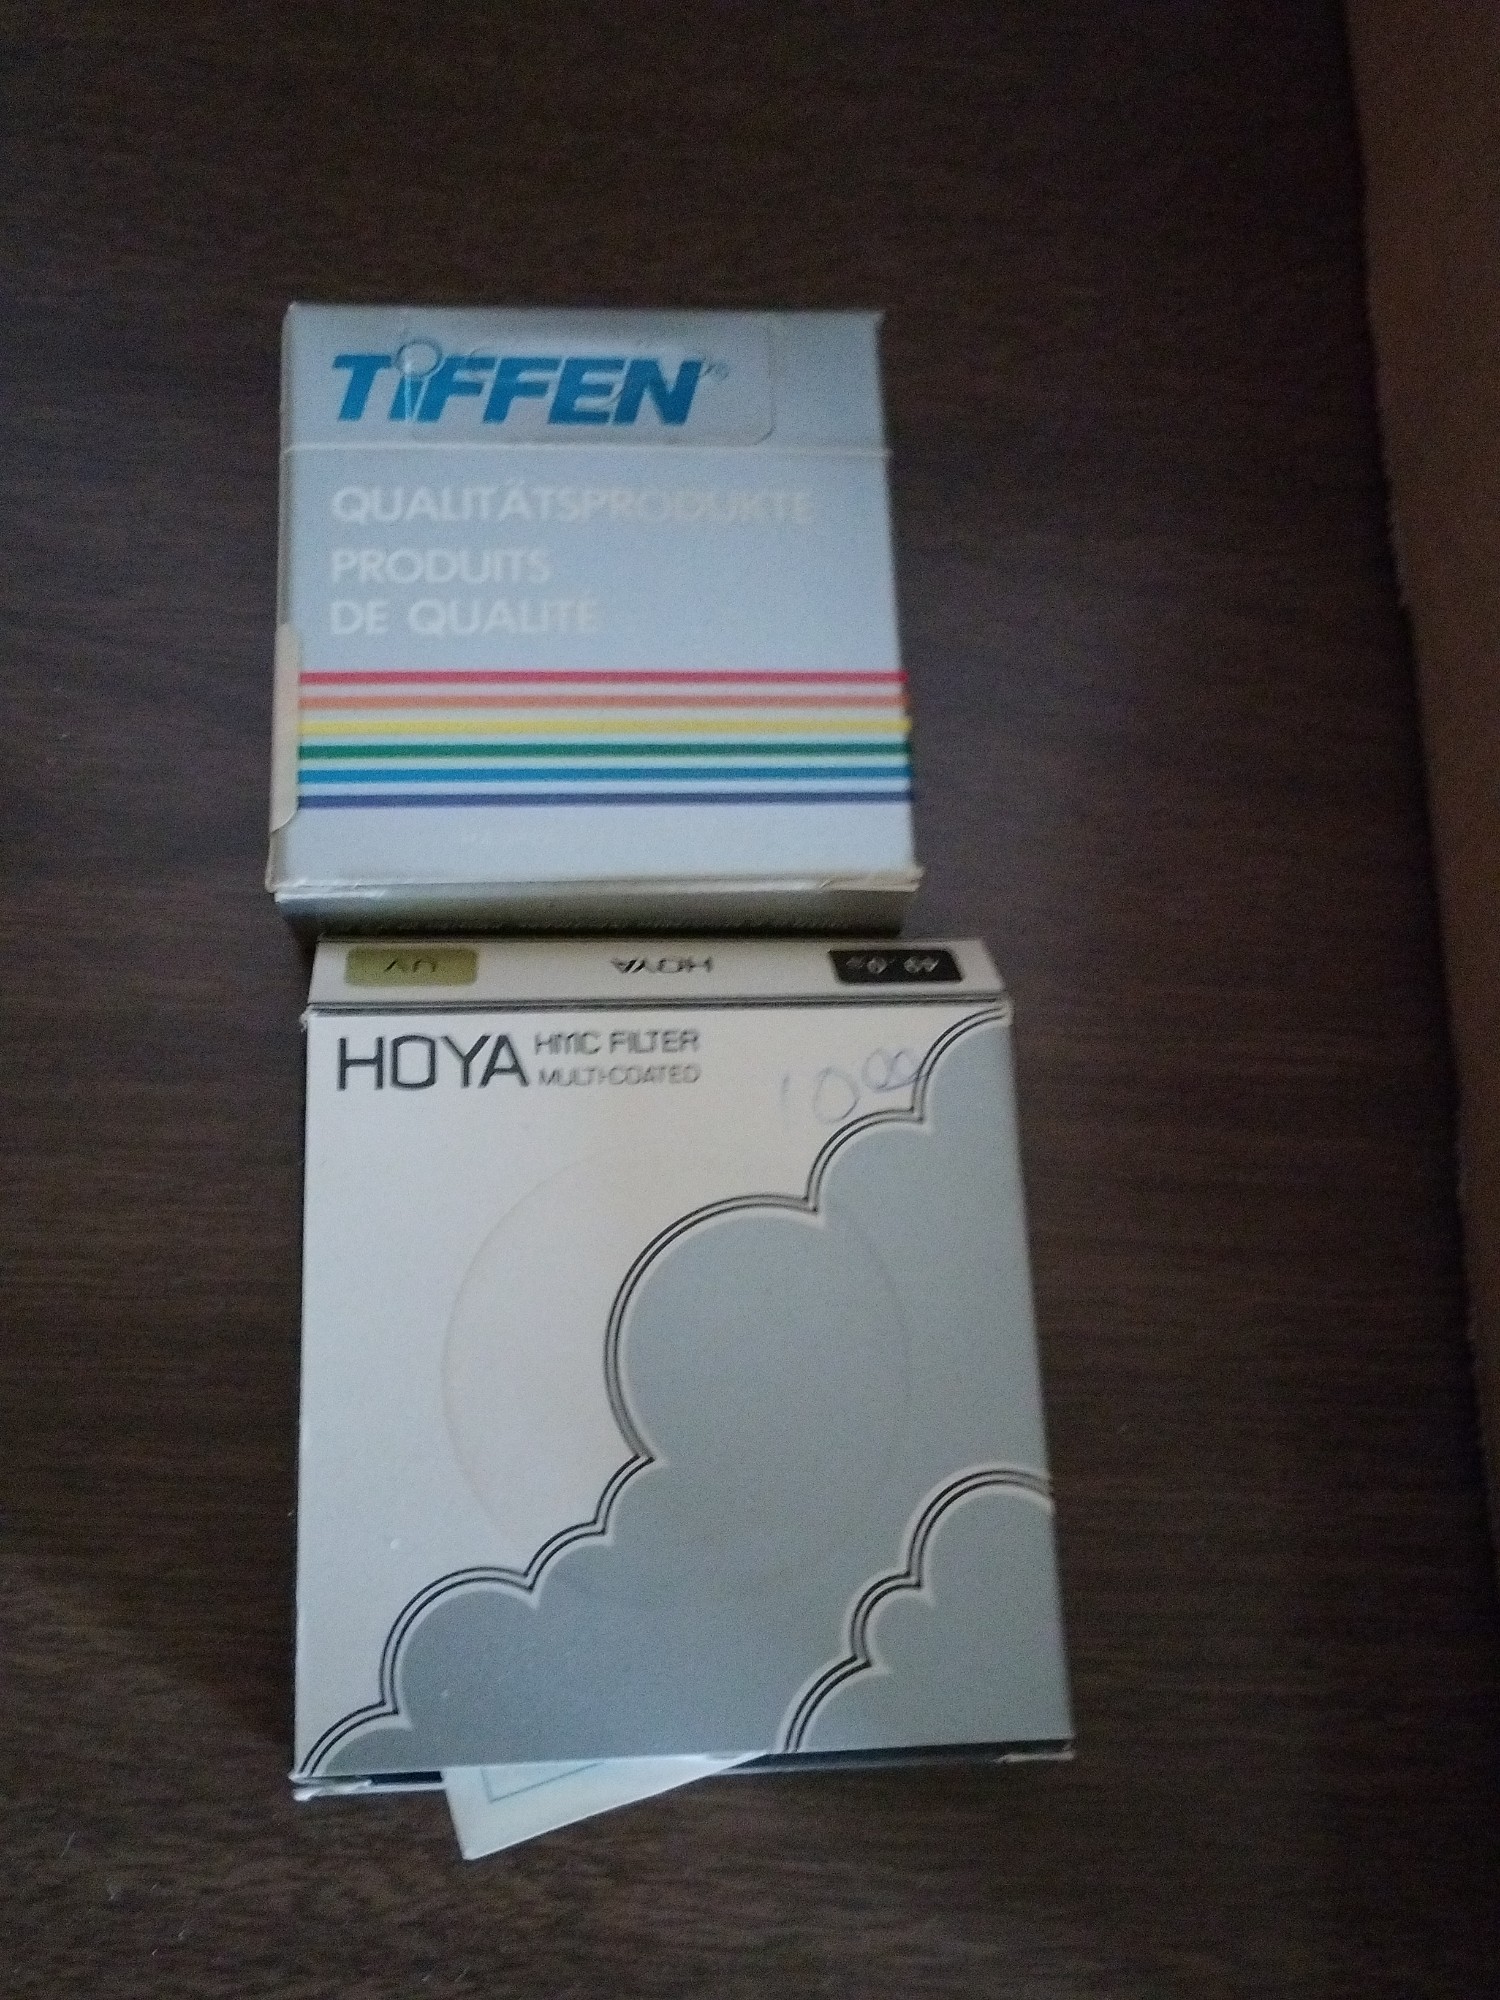 TIFFEN®
QUALITÄTSPRODUKTE
PRODUITS
DE QUALITÉ
UV HOYA
HOYA HMC FILTER
MULTI-COATED
10.00